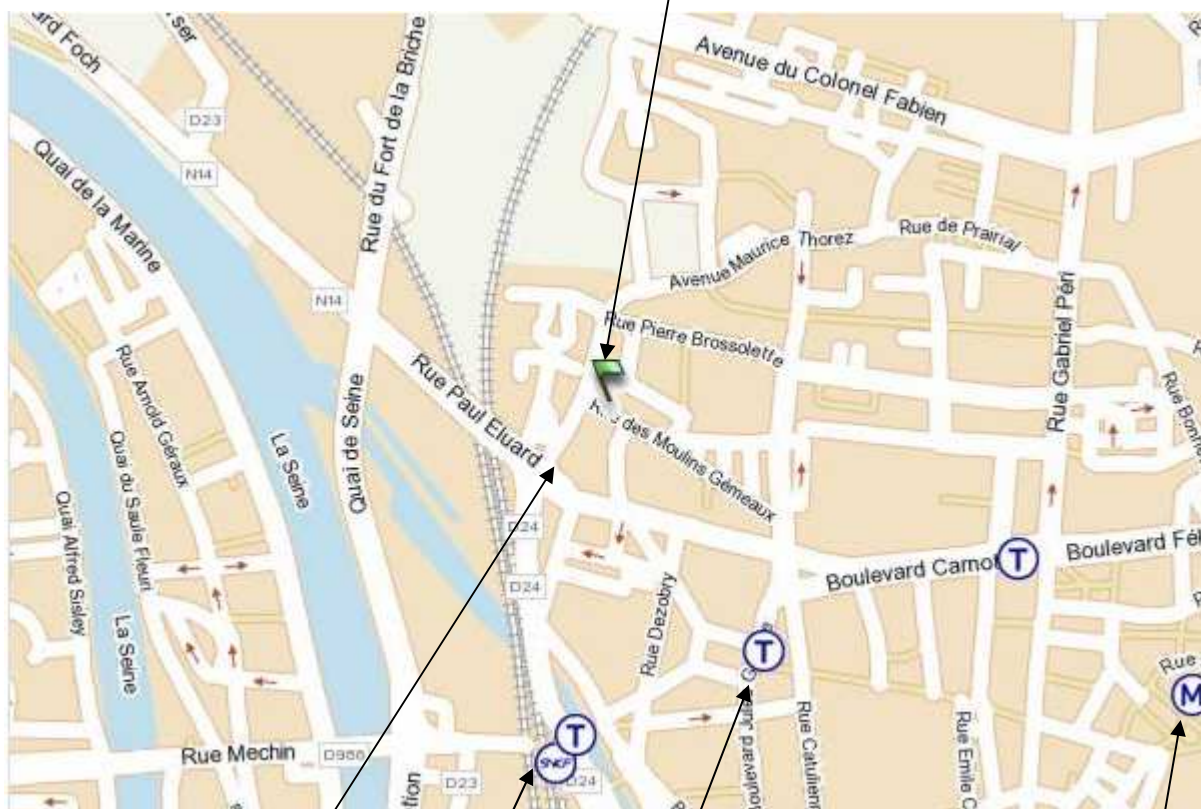 Avenue du Colonel Fabien
D23
N14
Quai de la Marine
Rue du Fort de la Briche
Rue de Prairial
Avenue Maurice Thorez
N14
Rue Pierre Brossolette
Rue Gabriel Péri
Rue Paul Eluard
Quai de Seine
Rue Arnold Géraux
La Seine
des Moulins Gémeaux
Quai du Saule Fleuri
Quai Alfred Sisley
D24
D24
Boulevard Carnot
T
Boulevard
Rue Dezobry
La Seine
T
Rue
M
Rue Mechin
D986
D23
T
SNCF
D24
Rue Emile